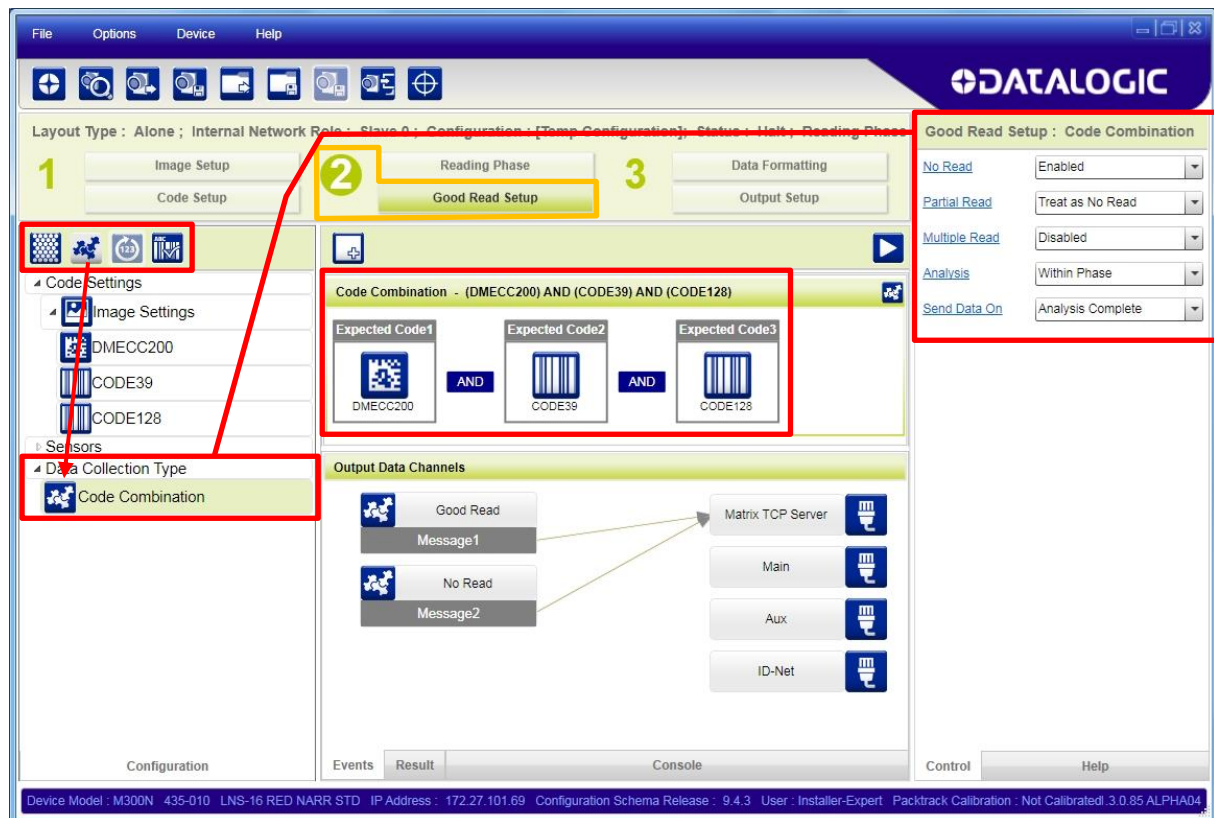 File Options Device Help
DATALOGIC
Layout Type : Alone ; Internal Network Role : Slave 0 ; Configuration : [Temp Configuration]; Status : Halt ; Reading Phase
1
Image Setup
Code Setup
2
Reading Phase
Good Read Setup
3
Data Formatting
Output Setup
Good Read Setup : Code Combination
No Read Enabled
Partial Read Treat as No Read
Multiple Read Disabled
Analysis Within Phase
Send Data On Analysis Complete
123
ABC
Code Settings
Image Settings
DMECC200
CODE39
CODE128
Sensors
Data Collection Type
Code Combination
Configuration
Code Combination - (DMECC200) AND (CODE39) AND (CODE128)
Expected Code1 Expected Code2 Expected Code3
AND AND
DMECC200 CODE39 CODE128
Output Data Channels
Good Read
Message1
No Read
Message2
Matrix TCP Server
Main
Aux
ID-Net
Events Result Console
Control Help
Device Model : M300N 435-010 LNS-16 RED NARR STD IP Address : 172.27.101.69 Configuration Schema Release : 9.4.3 User : Installer-Expert Packtrack Calibration : Not Calibrated
.3.0.85 ALPHA04